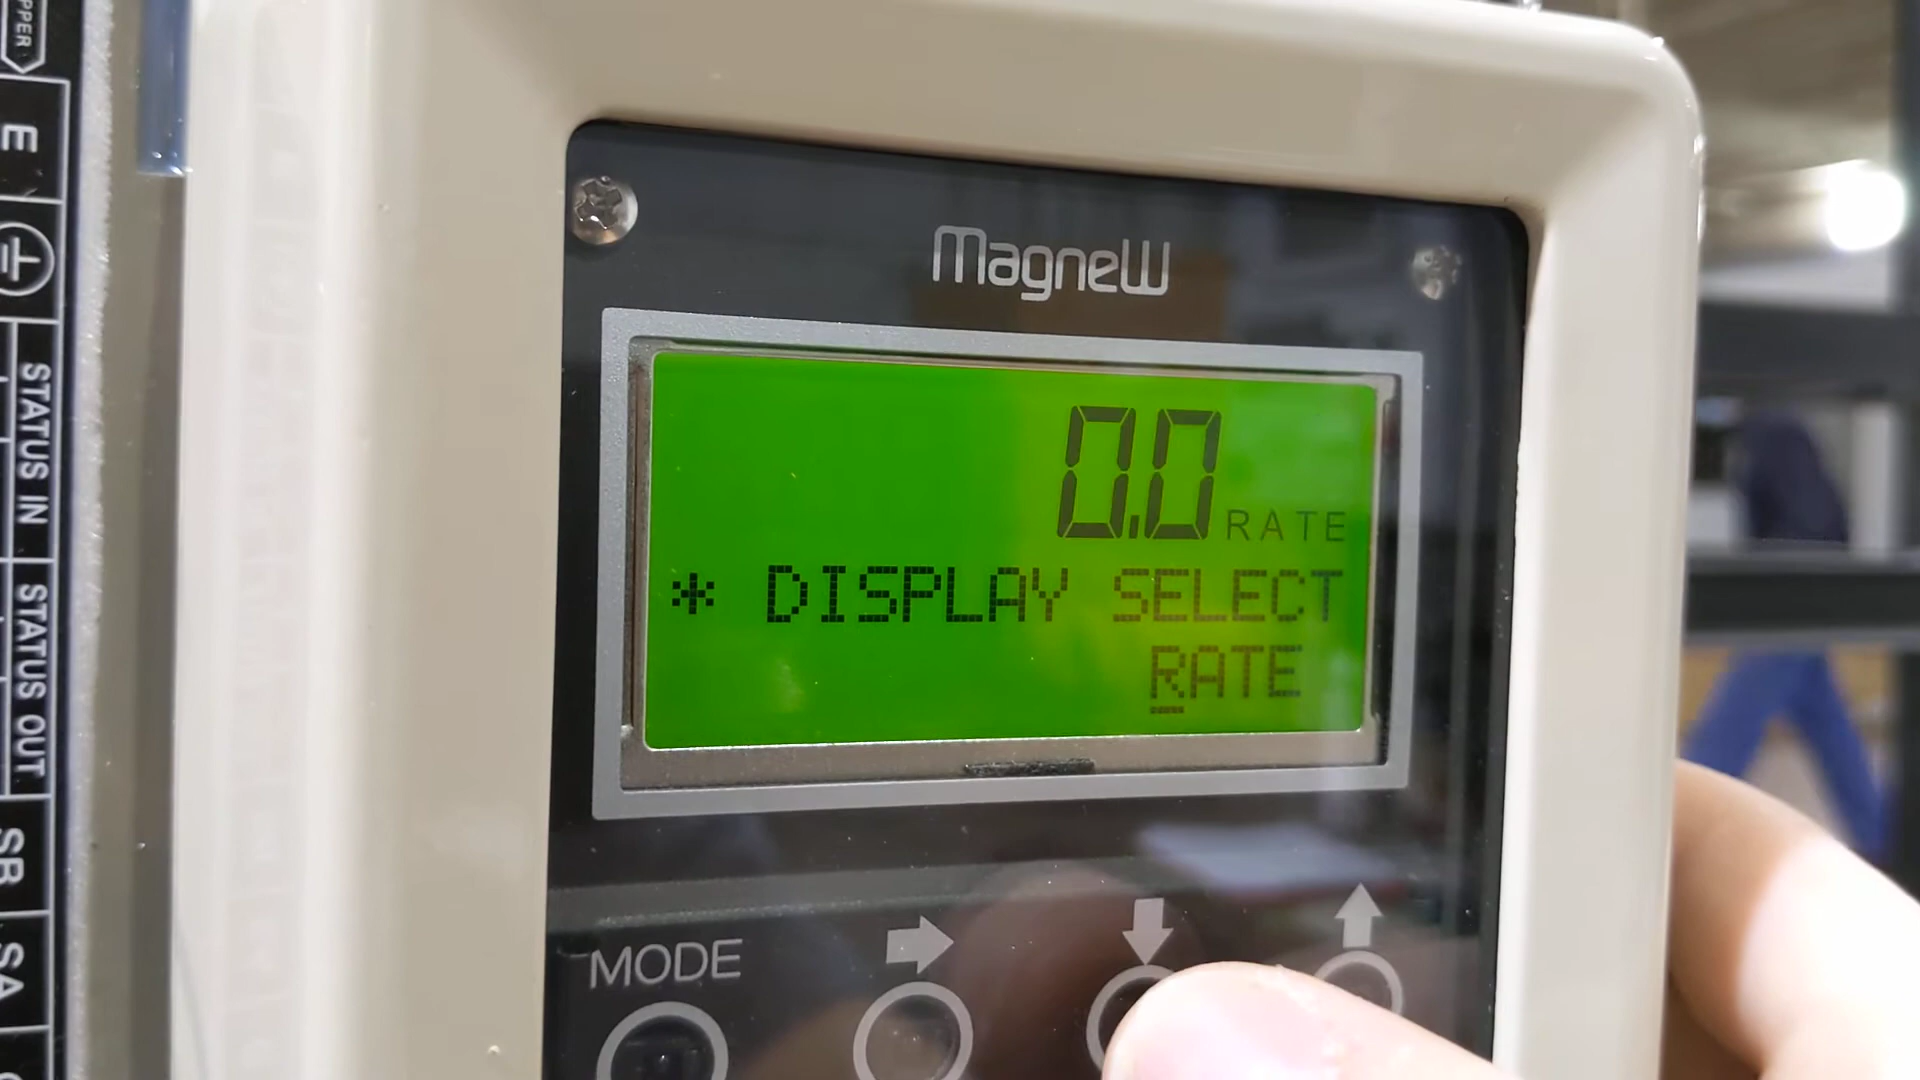 MagneW
0.0 RATE
* DISPLAY SELECT
RATE
MODE
E
STATUS IN
STATUS OUT
SB
SA